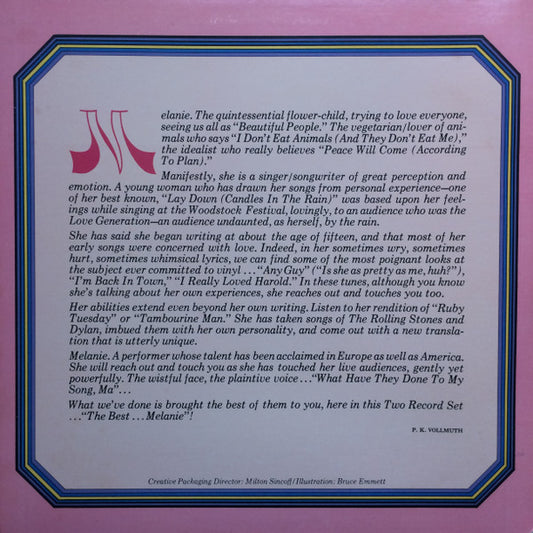 Melanie. The quintessential flower-child, trying to love everyone,
seeing us all as “Beautiful People.” The vegetarian/lover of ani-
mals who says “I Don't Eat Animals (And They Don't Eat Me),”
the idealist who really believes “Peace Will Come (According
To Plan).”
Manifestly, she is a singer/songwriter of great perception and
emotion. A young woman who has drawn her songs from personal experience—one
of her best known, “Lay Down (Candles In The Rain)” was based upon her feel-
ings while singing at the Woodstock Festival, lovingly, to an audience who was the
Love Generation—an audience undaunted, as herself, by the rain.
She has said she began writing at about the age of fifteen, and that most of her
early songs were concerned with love. Indeed, in her sometimes wry, sometimes
hurt, sometimes whimsical lyrics, we can find some of the most poignant looks at
the subject ever committed to vinyl...“Any Guy” (“Is she as pretty as me, huh?”),
“I'm Back In Town,” “I Really Loved Harold.” In these tunes, although you know
she's talking about her own experiences, she reaches out and touches you too.
Her abilities extend even beyond her own writing. Listen to her rendition of “Ruby
Tuesday” or “Tambourine Man.” She has taken songs of The Rolling Stones and
Dylan, imbued them with her own personality, and come out with a new transla-
tion that is utterly unique.
Melanie. A performer whose talent has been acclaimed in Europe as well as America.
She will reach out and touch you as she has touched her live audiences, gently yet
powerfully. The wistful face, the plaintive voice...“What Have They Done To My
Song, Ma”...
What we've done is brought the best of them to you, here in this Two Record Set
...“The Best...Melanie”!
P. K. VOLLMUTH
Creative Packaging Director: Milton Sincoff/Illustration: Bruce Emmett